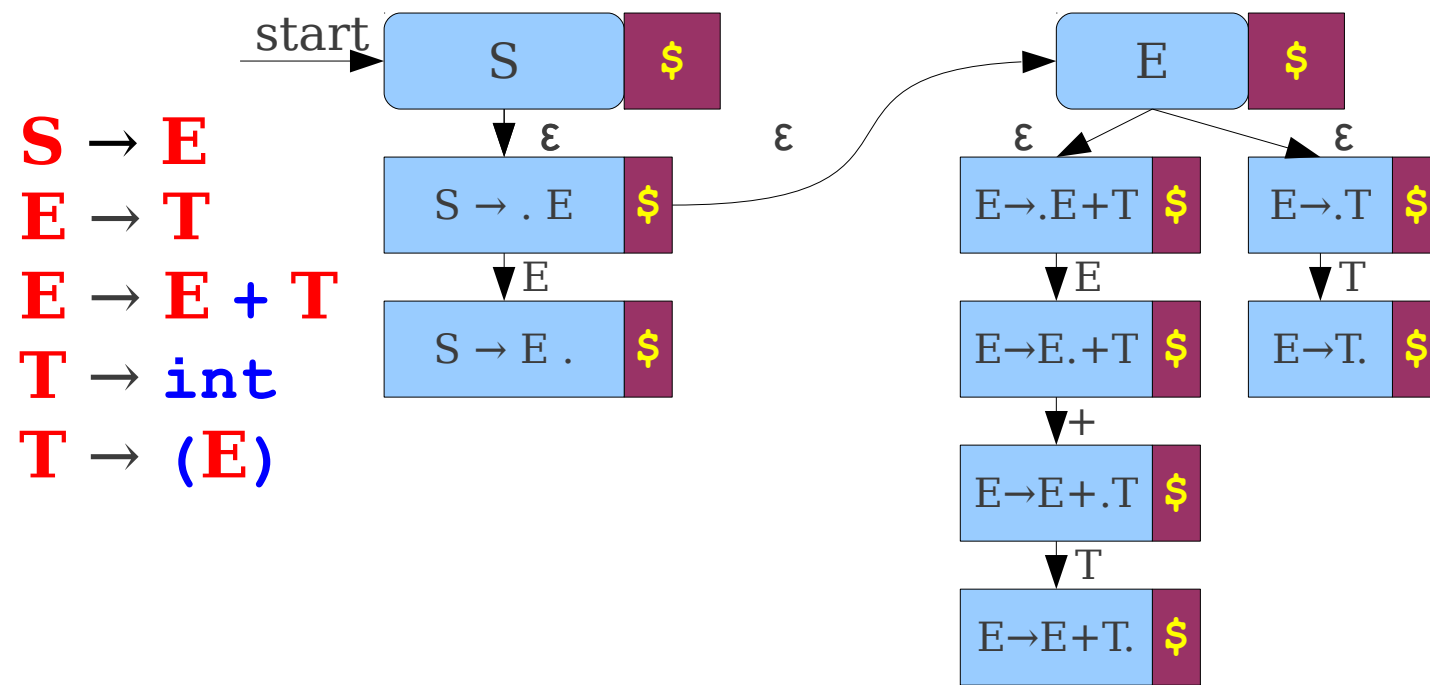 start
S $
E $
S → E
E → T
E → E + T
T → int
T → (E)
ε
ε
ε
ε
S → . E $
E→.E+T $
E→.T $
E
E
T
S → E . $
E→E.+T $
E→T. $
+
E→E+.T $
T
E→E+T. $